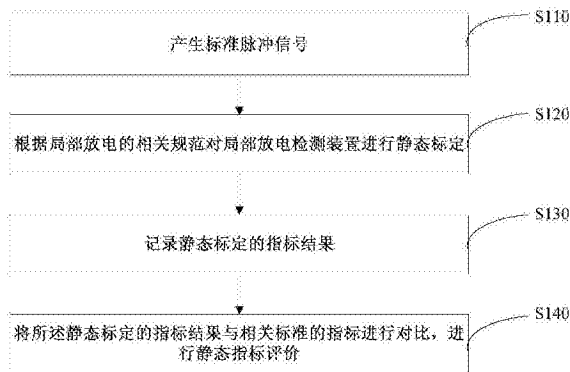 S110
产生标准脉冲信号
S120
根据局部放电的相关规范对局部放电检测装置进行静态标定
S130
记录静态标定的指标结果
S140
将所述静态标定的指标结果与相关标准的指标进行对比，进
行静态指标评价